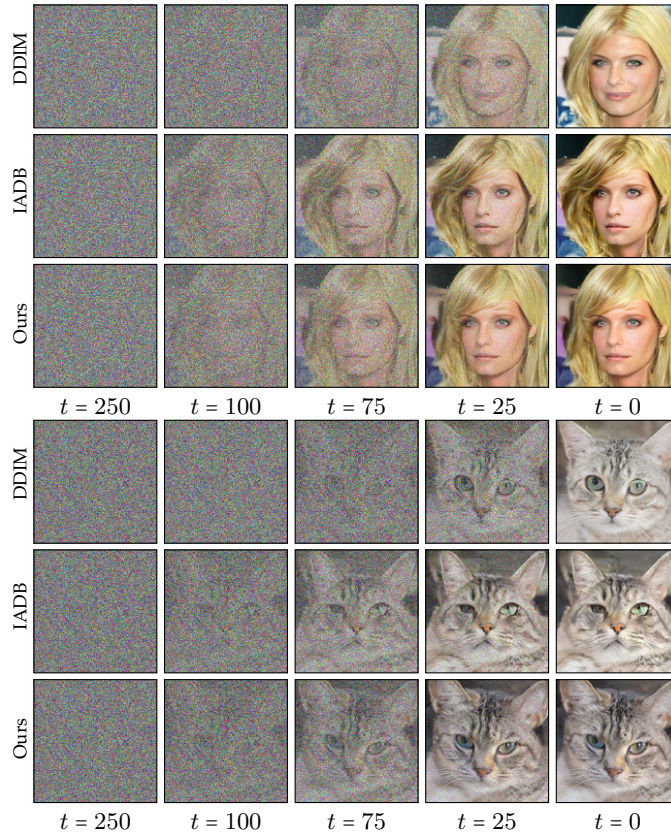 DDIM
IADB
Ours
t = 250 t = 100 t = 75 t = 25 t = 0
DDIM
IADB
Ours
t = 250 t = 100 t = 75 t = 25 t = 0